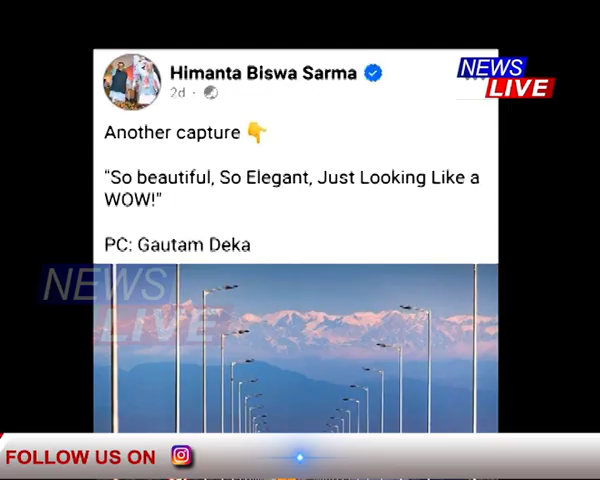 Himanta Biswa Sarma
2d ·
NEWS
LIVE
Another capture 👇
"So beautiful, So Elegant, Just Looking Like a
WOW!"
PC: Gautam Deka
NEWS
LIVE
FOLLOW US ON